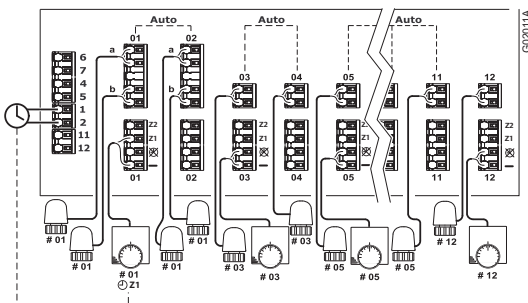 Auto Auto Auto
G02011A
01 02
a a
6
7
4
5
1
2
11
12
03 04 05 11 12
b b
Z2 Z2 Z2 Z2
Z1 Z1 Z1 Z1
01 02 03 04 05 11 12
# 01 # 01 # 03 # 12
# 01 # 01 # 03 # 05 # 05
# 01 # 03 # 05 # 12
Z1